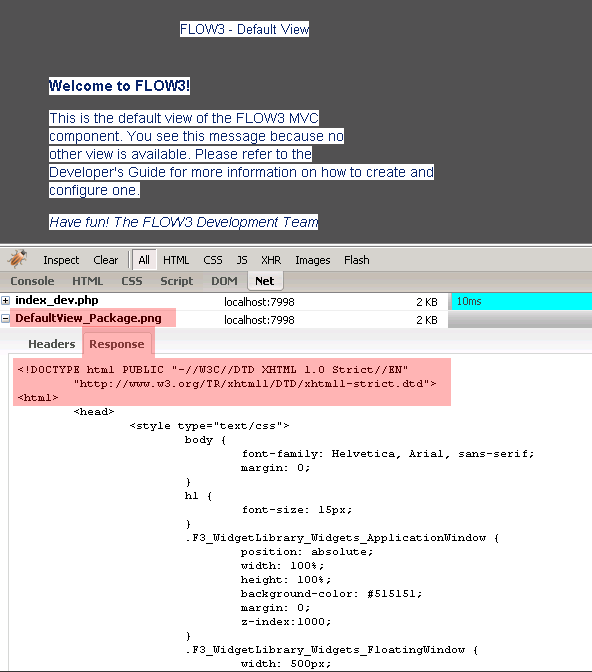 FLOW3 - Default View
Welcome to FLOW3!
This is the default view of the FLOW3 MVC
component. You see this message because no
other view is available. Please refer to the
Developer's Guide for more information on how to create and
configure one.
Have fun! The FLOW3 Development Team
Inspect Clear All HTML CSS JS XHR Images Flash
Console HTML CSS Script DOM Net
index_dev.php localhost:7998 2 KB 10ms
DefaultView_Package.png localhost:7998 2 KB
Headers Response
<!DOCTYPE html PUBLIC "-//W3C//DTD XHTML 1.0 Strict//EN"
"http://www.w3.org/TR/xhtml1/DTD/xhtml1-strict.dtd">
<html>
<head>
<style type="text/css">
body {
font-family: Helvetica, Arial, sans-serif;
margin: 0;
}
h1 {
font-size: 15px;
}
.F3_WidgetLibrary_Widgets_ApplicationWindow {
position: absolute;
width: 100%;
height: 100%;
background-color: #515151;
margin: 0;
z-index:1000;
}
.F3_WidgetLibrary_Widgets_FloatingWindow {
width: 500px;